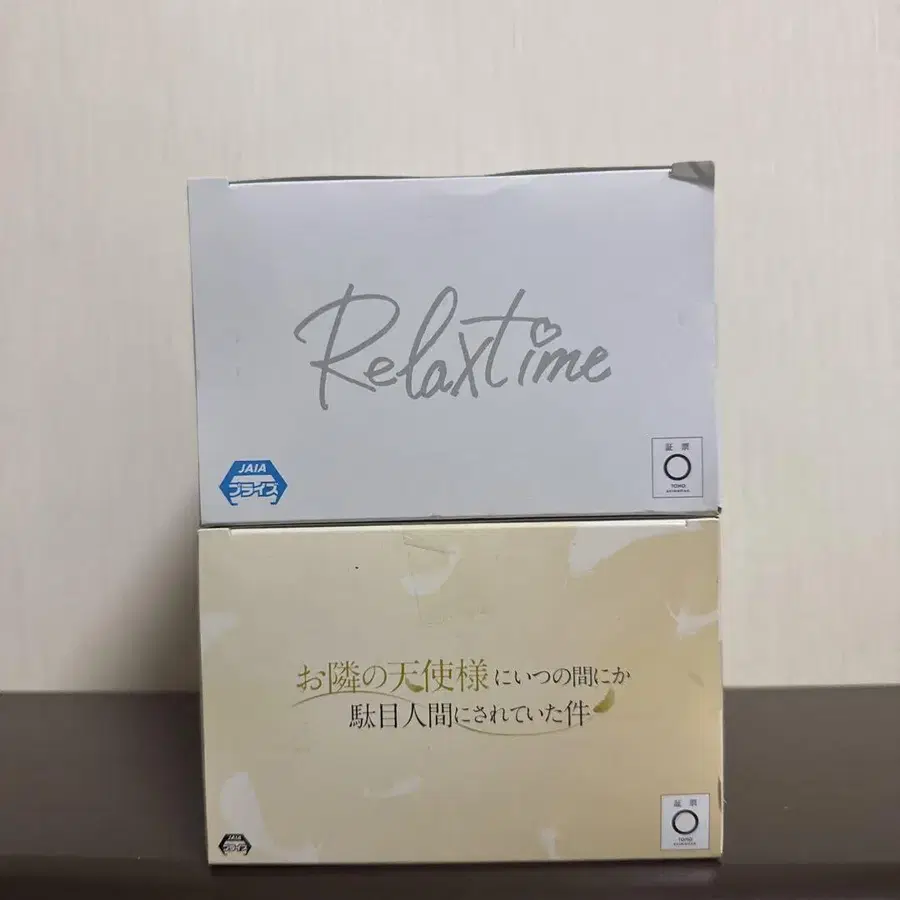 Relaxtime
JAIA
プライズ
証票
お隣の天使様にいつの間にか
駄目人間にされていた件
JAIA
プライズ
証票